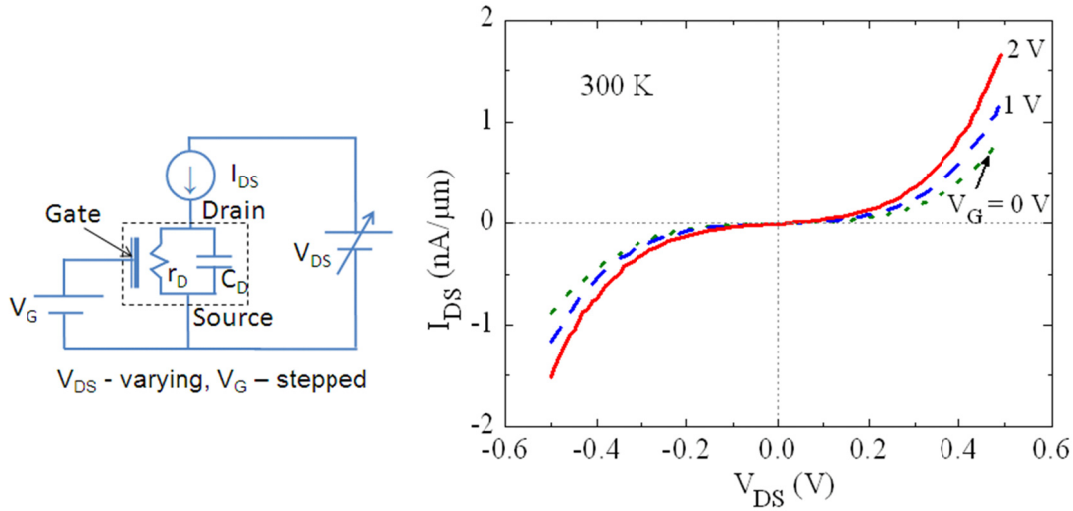 I_DS
Drain
Gate
r_D
C_D
V_DS
V_G
Source
V_DS - varying, V_G – stepped
2
1
0
-1
-2
I_DS (nA/μm)
300 K
2 V
1 V
V_G = 0 V
-0.6 -0.4 -0.2 0.0 0.2 0.4 0.6
V_DS (V)